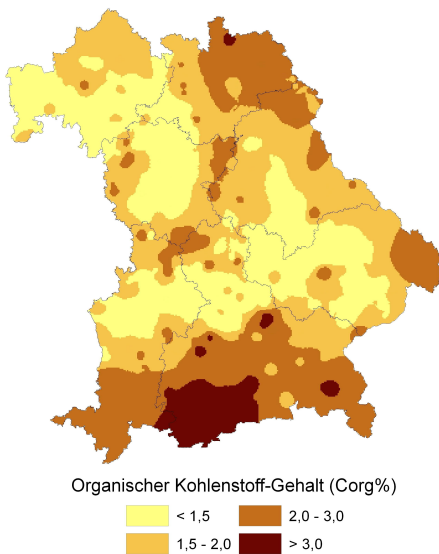 Organischer Kohlenstoff-Gehalt (Corg%)
< 1,5 2,0 - 3,0
1,5 - 2,0 > 3,0